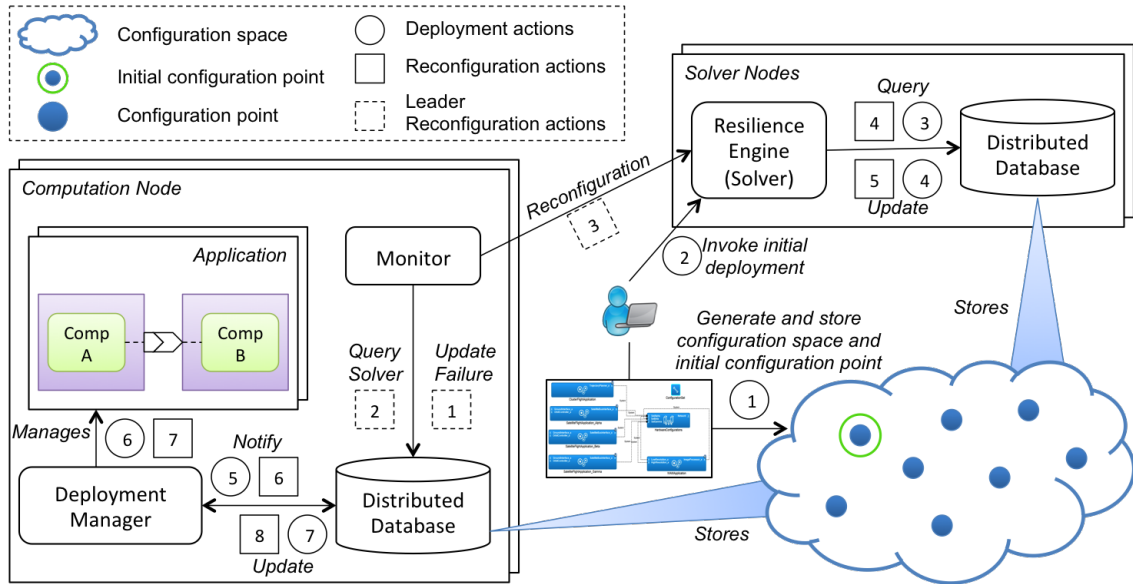 Configuration space
Initial configuration point
Configuration point
Deployment actions
Reconfiguration actions
Leader
Reconfiguration actions
Solver Nodes
Resilience
Engine
(Solver)
Query
4
3
5
4
Update
Distributed
Database
Computation Node
Application
Comp
A
Comp
B
Monitor
Reconfiguration
3
2
Invoke initial
deployment
Generate and store
configuration space and
initial configuration point
1
Stores
Query
Solver
2
Update
Failure
1
Manages
6
7
Notify
5
6
Deployment
Manager
8
7
Update
Distributed
Database
Stores